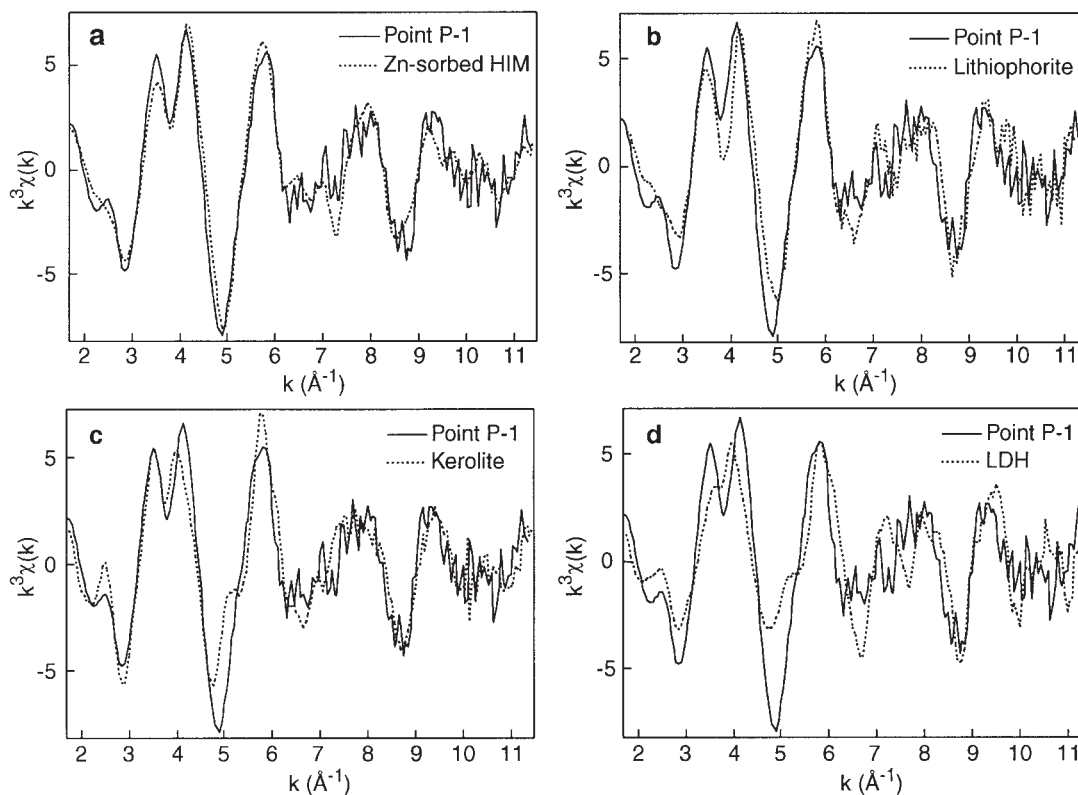 a
Point P-1
Zn-sorbed HIM
5
0
-5
k³χ(k)
2 3 4 5 6 7 8 9 10 11
k (Å⁻¹)
b
Point P-1
Lithiophorite
5
0
-5
k³χ(k)
2 3 4 5 6 7 8 9 10 11
k (Å⁻¹)
c
Point P-1
Kerolite
5
0
-5
k³χ(k)
2 3 4 5 6 7 8 9 10 11
k (Å⁻¹)
d
Point P-1
LDH
5
0
-5
k³χ(k)
2 3 4 5 6 7 8 9 10 11
k (Å⁻¹)